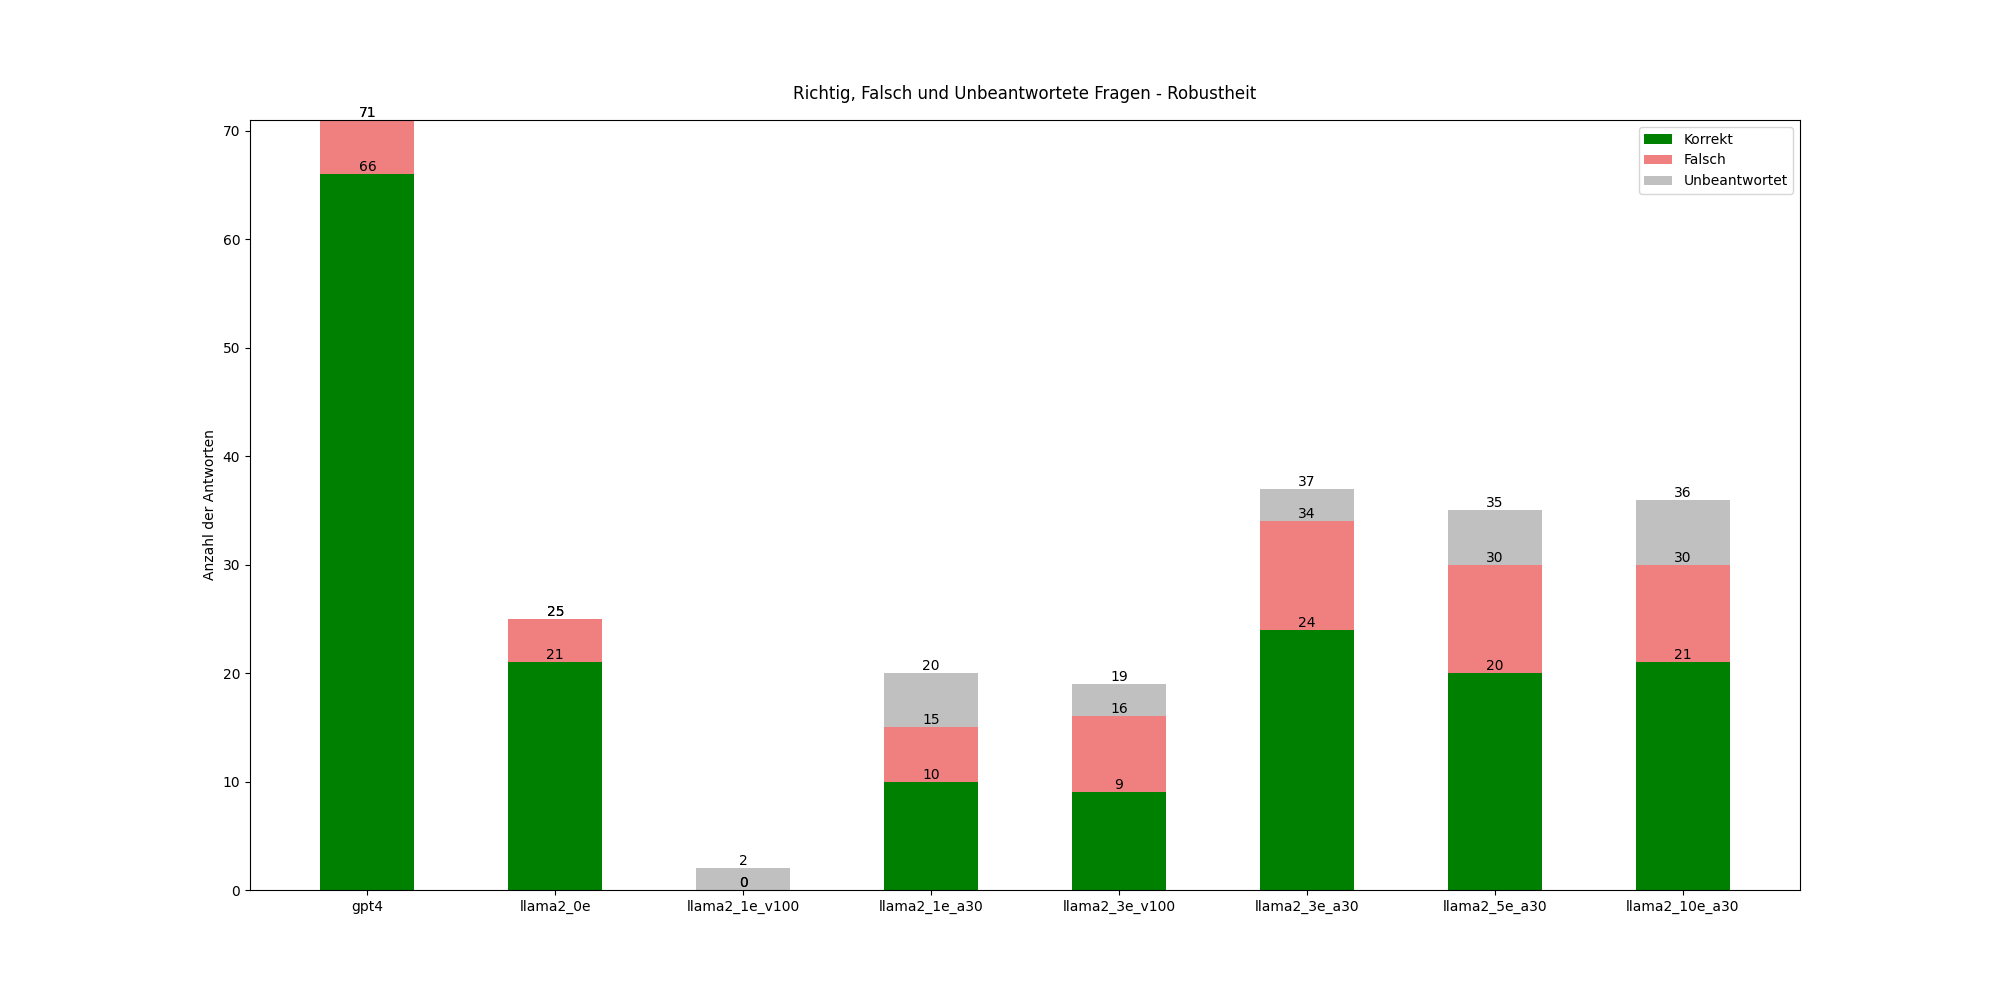 Richtig, Falsch und Unbeantwortete Fragen - Robustheit
Korrekt
Falsch
Unbeantwortet
Anzahl der Antworten
70
60
50
40
30
20
10
0
71
66
25
21
2
0
20
15
10
19
16
9
37
34
24
35
30
20
36
30
21
gpt4
llama2_0e
llama2_1e_v100
llama2_1e_a30
llama2_3e_v100
llama2_3e_a30
llama2_5e_a30
llama2_10e_a30